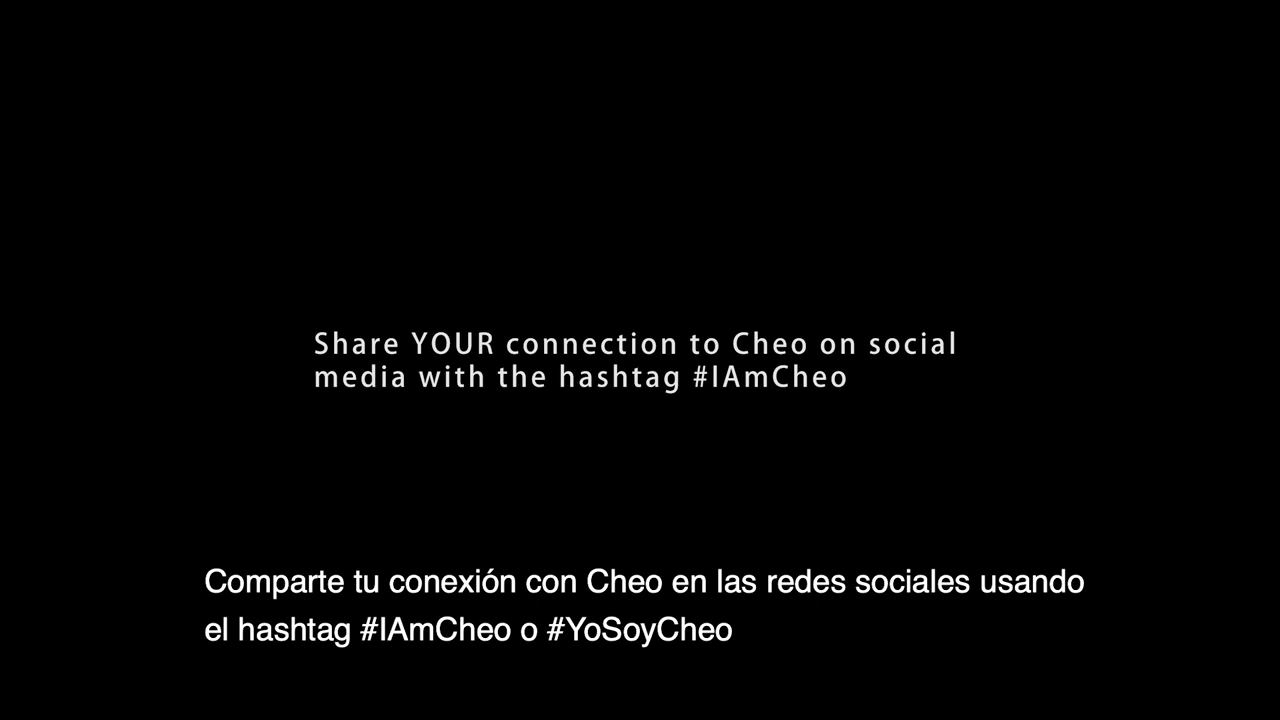 Share YOUR connection to Cheo on social
media with the hashtag #IAmCheo
Comparte tu conexión con Cheo en las redes sociales usando
el hashtag #IAmCheo o #YoSoyCheo